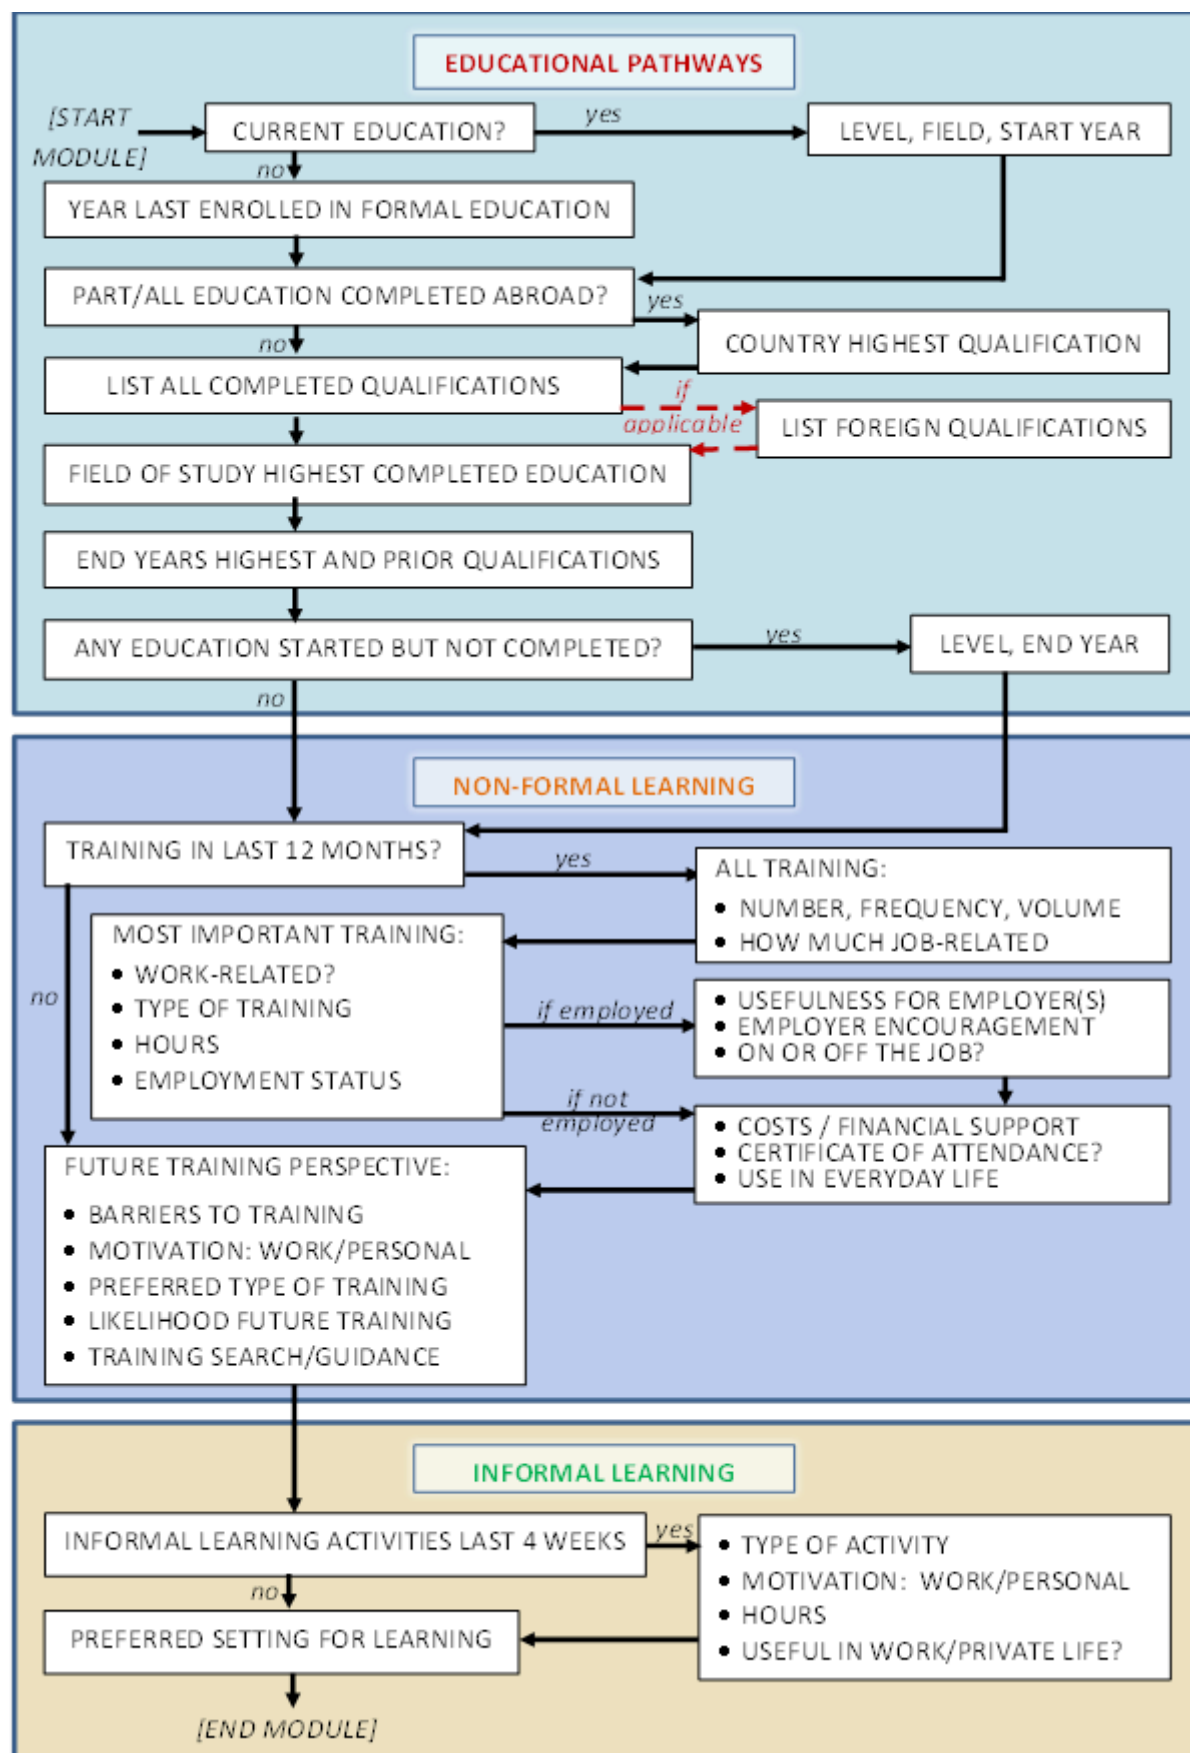 EDUCATIONAL PATHWAYS
[START
MODULE]
CURRENT EDUCATION?
yes
LEVEL, FIELD, START YEAR
no
YEAR LAST ENROLLED IN FORMAL EDUCATION
PART/ALL EDUCATION COMPLETED ABROAD?
yes
COUNTRY HIGHEST QUALIFICATION
no
LIST ALL COMPLETED QUALIFICATIONS
if
applicable
LIST FOREIGN QUALIFICATIONS
FIELD OF STUDY HIGHEST COMPLETED EDUCATION
END YEARS HIGHEST AND PRIOR QUALIFICATIONS
ANY EDUCATION STARTED BUT NOT COMPLETED?
yes
LEVEL, END YEAR
no
NON-FORMAL LEARNING
TRAINING IN LAST 12 MONTHS?
yes
ALL TRAINING:
• NUMBER, FREQUENCY, VOLUME
• HOW MUCH JOB-RELATED
MOST IMPORTANT TRAINING:
• WORK-RELATED?
• TYPE OF TRAINING
• HOURS
• EMPLOYMENT STATUS
no
if employed
• USEFULNESS FOR EMPLOYER(S)
• EMPLOYER ENCOURAGEMENT
• ON OR OFF THE JOB?
if not
employed
• COSTS / FINANCIAL SUPPORT
• CERTIFICATE OF ATTENDANCE?
• USE IN EVERYDAY LIFE
FUTURE TRAINING PERSPECTIVE:
• BARRIERS TO TRAINING
• MOTIVATION: WORK/PERSONAL
• PREFERRED TYPE OF TRAINING
• LIKELIHOOD FUTURE TRAINING
• TRAINING SEARCH/GUIDANCE
INFORMAL LEARNING
INFORMAL LEARNING ACTIVITIES LAST 4 WEEKS
yes
• TYPE OF ACTIVITY
• MOTIVATION: WORK/PERSONAL
• HOURS
• USEFUL IN WORK/PRIVATE LIFE?
no
PREFERRED SETTING FOR LEARNING
[END MODULE]